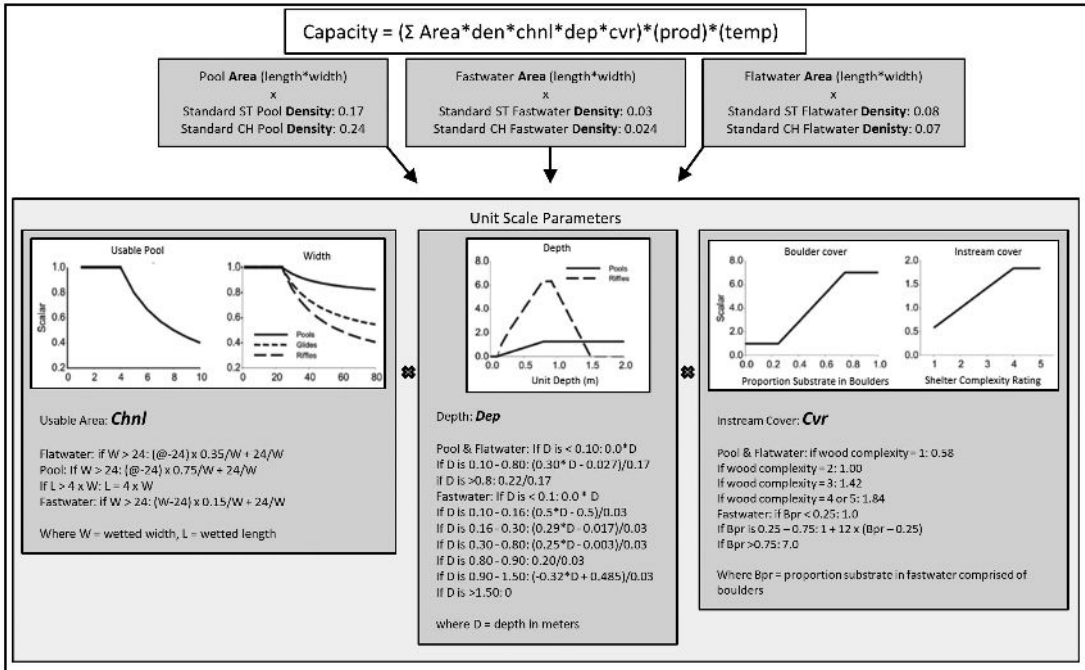 Capacity = (Σ Area*den*chnl*dep*cvr)*(prod)*(temp)
Pool Area (length*width)
x
Standard ST Pool Density: 0.17
Standard CH Pool Density: 0.24
Fastwater Area (length*width)
x
Standard ST Fastwater Density: 0.03
Standard CH Fastwater Density: 0.024
Flatwater Area (length*width)
x
Standard ST Flatwater Density: 0.08
Standard CH Flatwater Denisty: 0.07
Unit Scale Parameters
Usable Pool
Scalar
1.0
0.8
0.6
0.4
0.2
0 2 4 6 8 10
Width
1.0
0.8
0.6
0.4
0.2
Pools
Glides
Riffles
0 20 40 60 80
Usable Area: Chnl
Flatwater: if W > 24: (@-24) x 0.35/W + 24/W
Pool: If W > 24: (@-24) x 0.75/W + 24/W
If L > 4 x W: L = 4 x W
Fastwater: if W > 24: (W-24) x 0.15/W + 24/W
Where W = wetted width, L = wetted length
Depth
8.0
6.0
4.0
2.0
0.0
Pools
Riffles
0.0 0.5 1.0 1.5 2.0
Unit Depth (m)
Depth: Dep
Pool & Flatwater: If D is < 0.10: 0.0*D
If D is 0.10 - 0.80: (0.30*D - 0.027)/0.17
if D is >0.8: 0.22/0.17
Fastwater: If D is < 0.1: 0.0 * D
If D is 0.10 - 0.16: (0.5*D - 0.5)/0.03
If D is 0.16 - 0.30: (0.29*D - 0.017)/0.03
If D is 0.30 - 0.80: (0.25*D - 0.003)/0.03
If D is 0.80 - 0.90: 0.20/0.03
If D is 0.90 - 1.50: (-0.32*D + 0.485)/0.03
If D is >1.50: 0
where D = depth in meters
Boulder cover
Scalar
8.0
6.0
4.0
2.0
0.0
0.0 0.2 0.4 0.6 0.8 1.0
Proportion Substrate in Boulders
Instream cover
2.0
1.5
1.0
0.5
0.0
1 2 3 4 5
Shelter Complexity Rating
Instream Cover: Cvr
Pool & Flatwater: if wood complexity = 1: 0.58
If wood complexity = 2: 1.00
If wood complexity = 3: 1.42
If wood complexity = 4 or 5: 1.84
Fastwater: if Bpr < 0.25: 1.0
If Bpr is 0.25 – 0.75: 1 + 12 x (Bpr - 0.25)
If Bpr >0.75: 7.0
Where Bpr = proportion substrate in fastwater comprised of
boulders